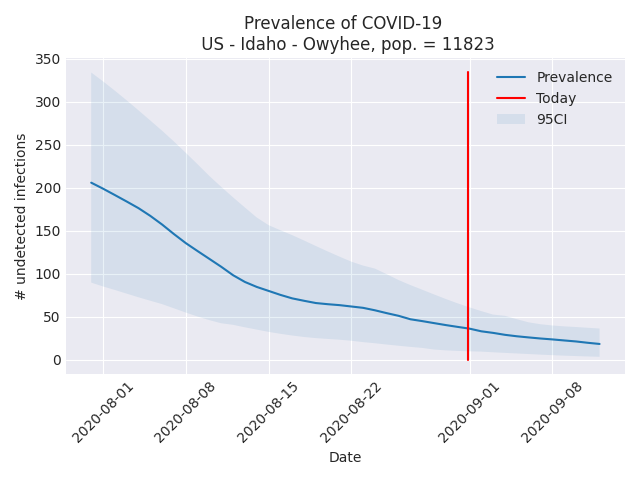 Prevalence of COVID-19
US - Idaho - Owyhee, pop. = 11823
350
300
250
200
150
100
50
0
# undetected infections
Prevalence
Today
95CI
2020-08-01
2020-08-08
2020-08-15
2020-08-22
2020-09-01
2020-09-08
Date